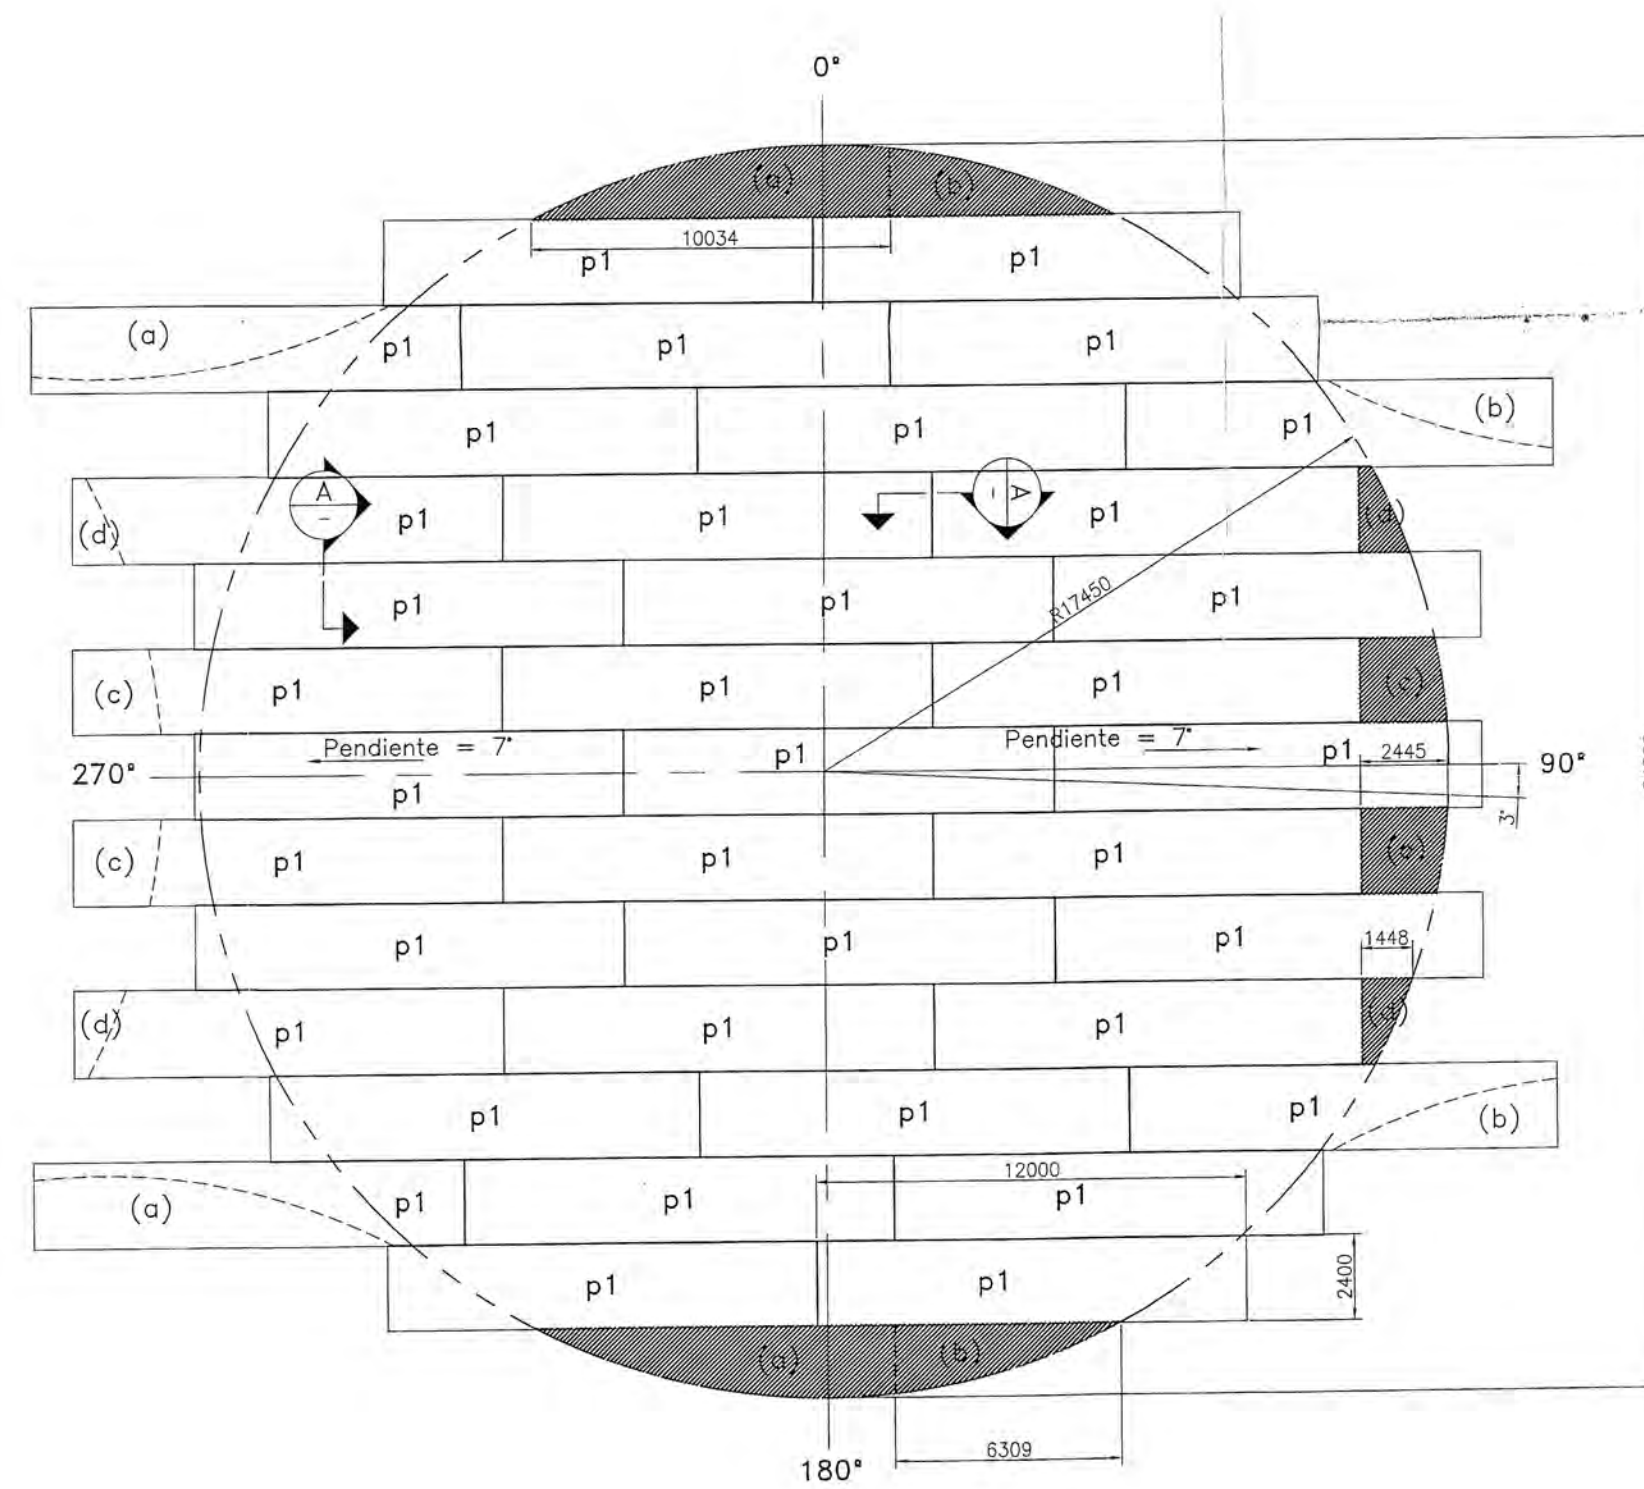 0°
(a) (b)
10034
p1 p1
(a) p1 p1 p1
p1 p1 p1 (b)
(d) A
- p1 p1 A
- p1 (d)
p1 p1 R17450 p1
(c) p1 p1 p1 (c)
270° Pendiente = 7° p1 Pendiente = 7° p1 2445 90°
p1
3°
(c) p1 p1 p1
p1 p1 p1 1448
(d) p1 p1 p1 (d)
p1 p1 p1 (b)
(a) p1 p1 12000 p1
p1 p1 2400
(a) (b)
6309
180°